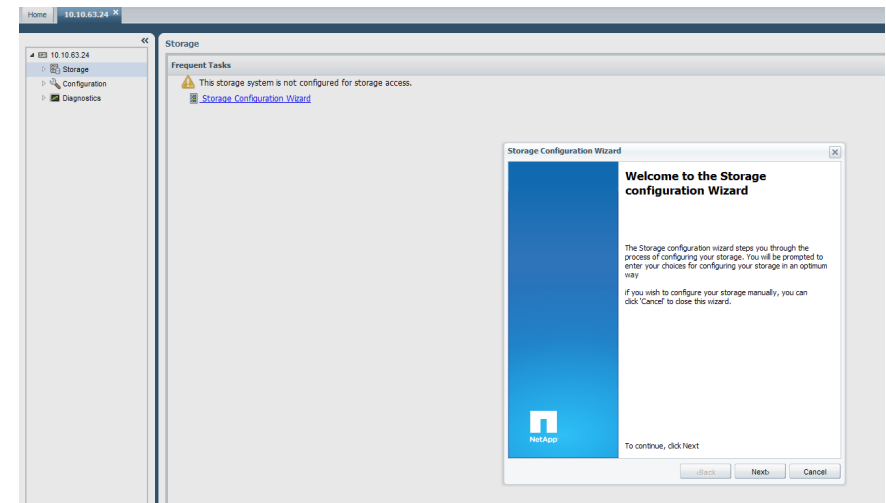 Home
10.10.63.24
10.10.63.24
Storage
Configuration
Diagnostics
Storage
Frequent Tasks
This storage system is not configured for storage access.
Storage Configuration Wizard
Storage Configuration Wizard
Welcome to the Storage
configuration Wizard
The Storage configuration wizard steps you through the
process of configuring your storage. You will be prompted to
enter your choices for configuring your storage in an optimum
way
if you wish to configure your storage manually, you can
click 'Cancel' to close this wizard.
NetApp
To continue, click Next
Back
Next
Cancel